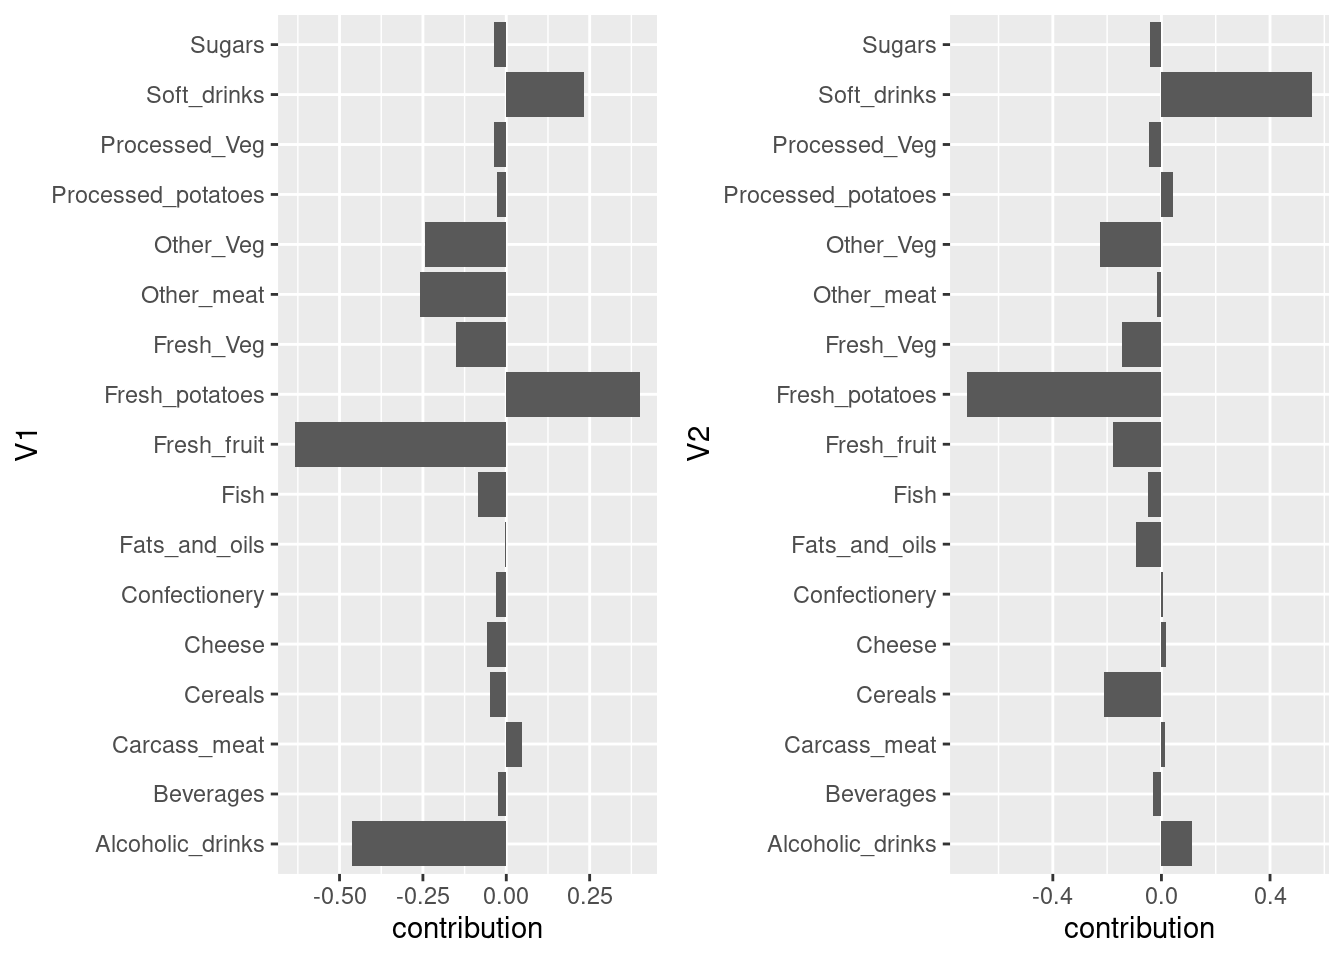 V1
Sugars
Soft_drinks
Processed_Veg
Processed_potatoes
Other_Veg
Other_meat
Fresh_Veg
Fresh_potatoes
Fresh_fruit
Fish
Fats_and_oils
Confectionery
Cheese
Cereals
Carcass_meat
Beverages
Alcoholic_drinks
-0.50 -0.25 0.00 0.25
contribution
V2
Sugars
Soft_drinks
Processed_Veg
Processed_potatoes
Other_Veg
Other_meat
Fresh_Veg
Fresh_potatoes
Fresh_fruit
Fish
Fats_and_oils
Confectionery
Cheese
Cereals
Carcass_meat
Beverages
Alcoholic_drinks
-0.4 0.0 0.4
contribution